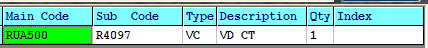 Main Code Sub Code Type Description Qty Index
RUA500 R4097 VC VD CT 1